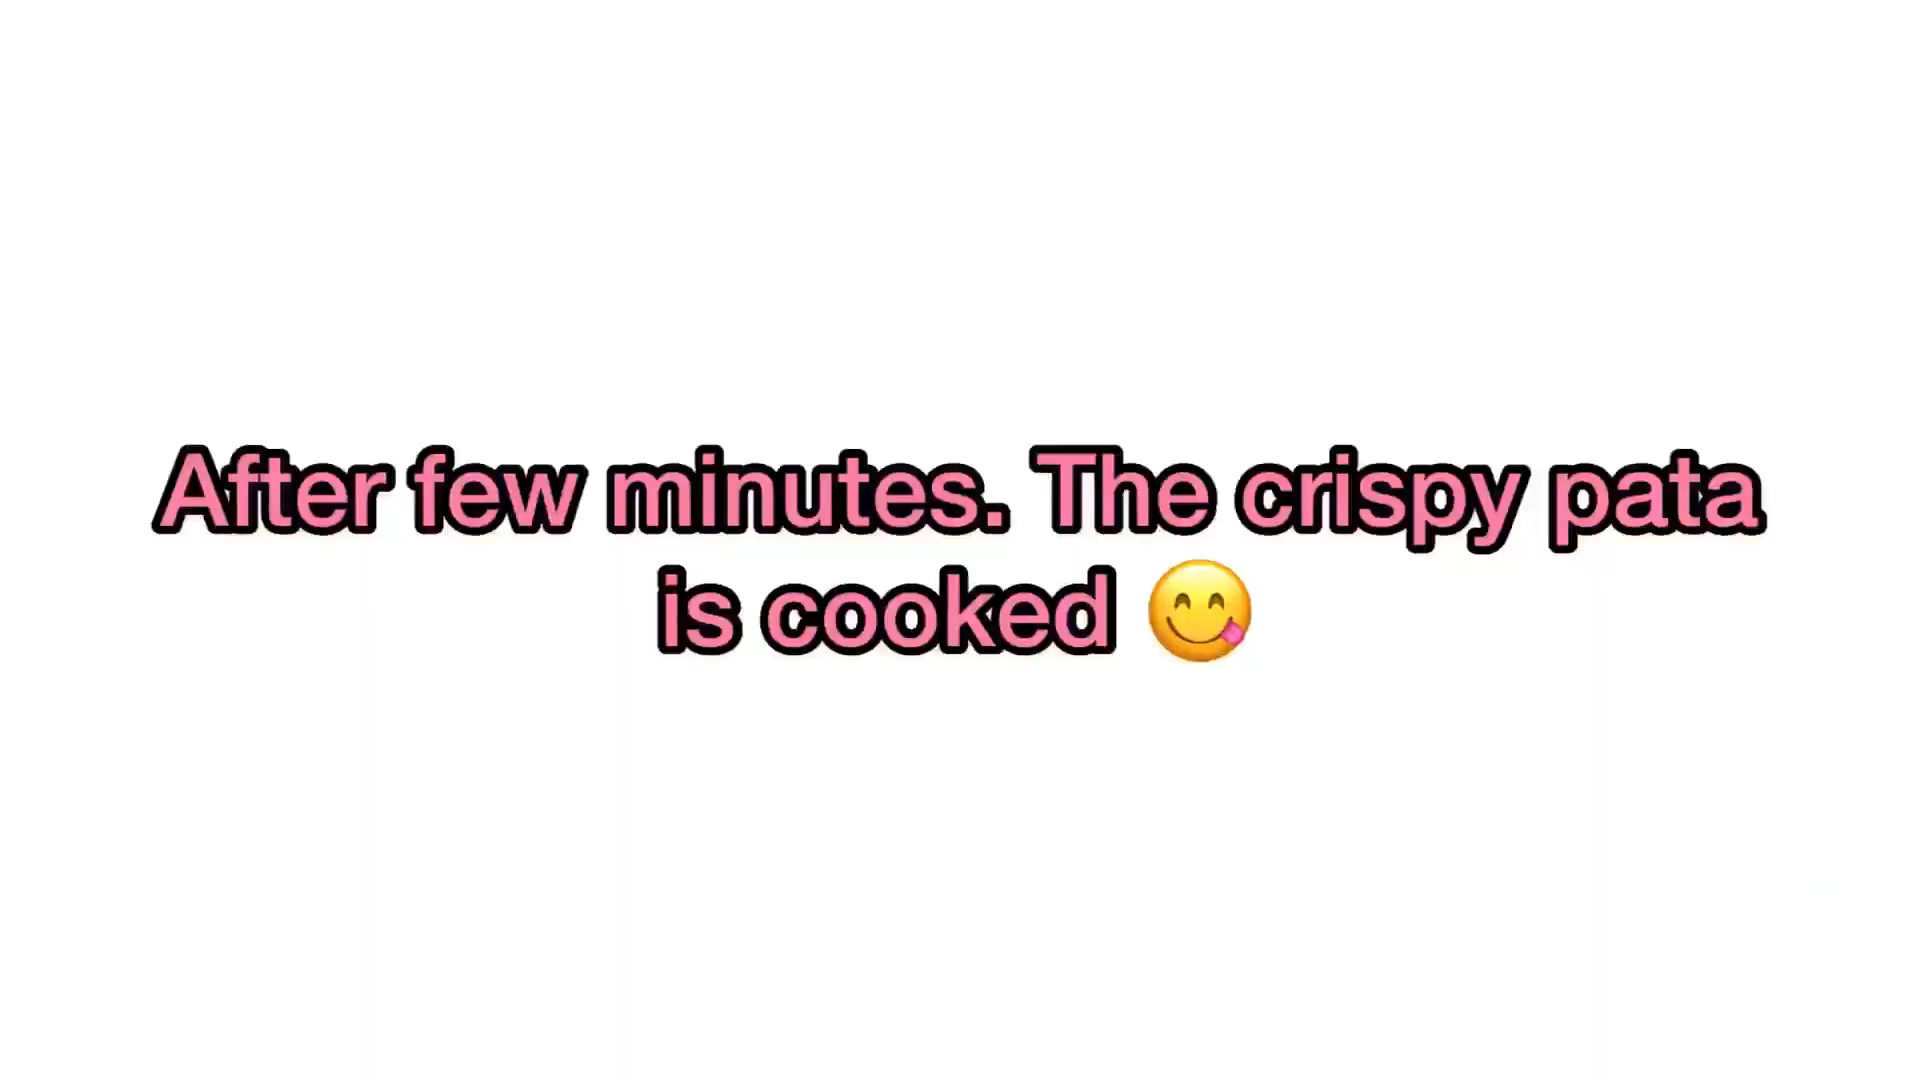 After few minutes. The crispy pata
is cooked 😋